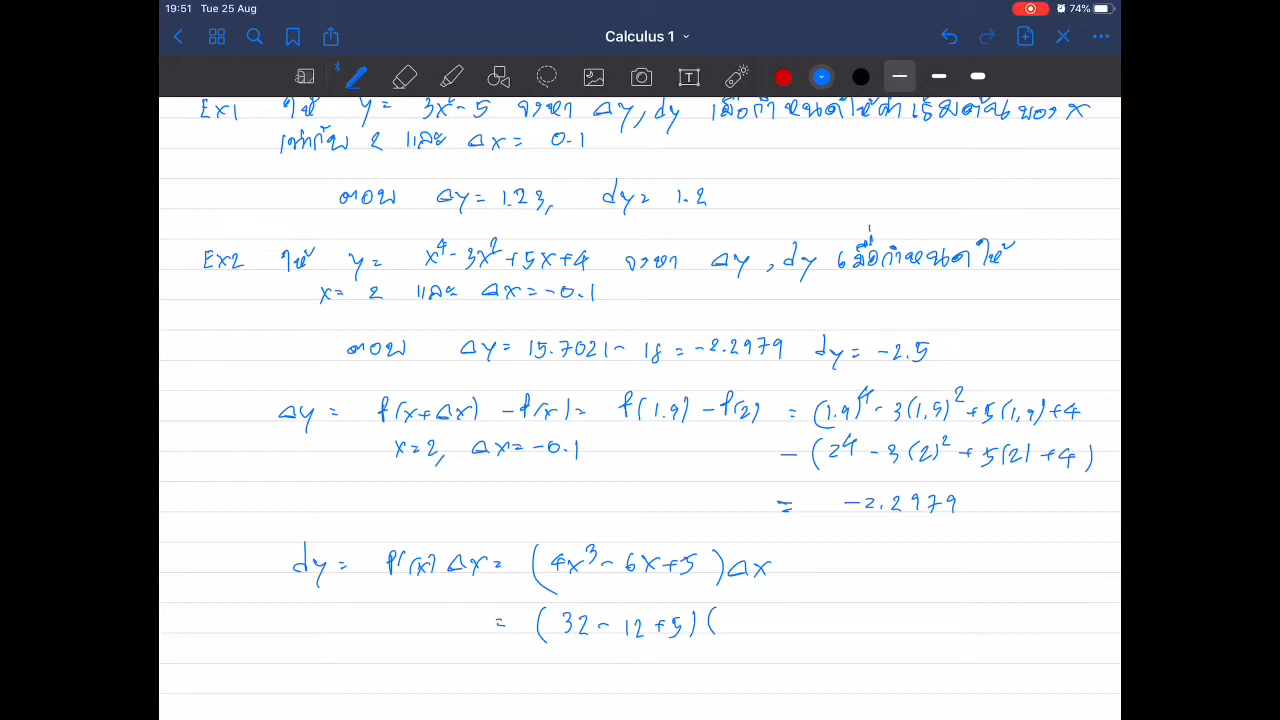 19:51 Tue 25 Aug
74%
Calculus 1
Ex1 ให้ y = 3x² - 5 จงหา Δy, dy เมื่อกำหนดให้ค่าเริ่มต้นของ x
เท่ากับ 2 และ Δx = 0.1
ตอบ Δy = 1.23, dy = 1.2
Ex2 ให้ y = x⁴ - 3x² + 5x + 4 จงหา Δy, dy เมื่อกำหนดให้
x = 2 และ Δx = -0.1
ตอบ Δy = 15.7021 - 18 = -2.2979 dy = -2.5
Δy = f(x+Δx) - f(x) = f(1.9) - f(2) = (1.9)⁴ - 3(1.9)² + 5(1.9) + 4
x = 2, Δx = -0.1 - (2⁴ - 3(2)² + 5(2) + 4)
= -2.2979
dy = f'(x) Δx = (4x³ - 6x + 5) Δx
= (32 - 12 + 5)(